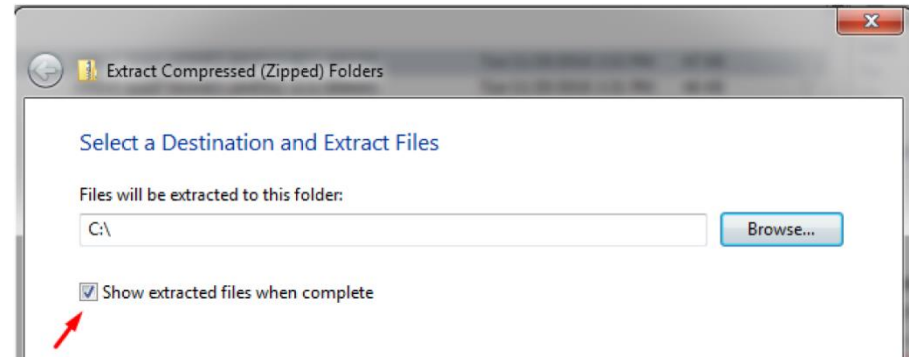 Extract Compressed (Zipped) Folders
Select a Destination and Extract Files
Files will be extracted to this folder:
C:\
Browse...
Show extracted files when complete